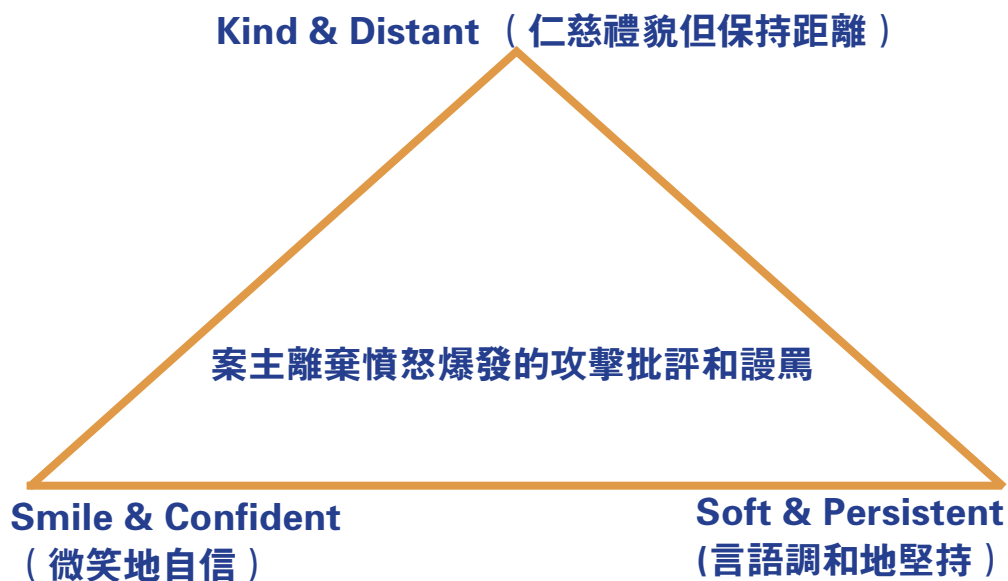 Kind & Distant （仁慈禮貌但保持距離）
案主離棄憤怒爆發的攻擊批評和謾罵
Smile & Confident
（微笑地自信）
Soft & Persistent
(言語調和地堅持）